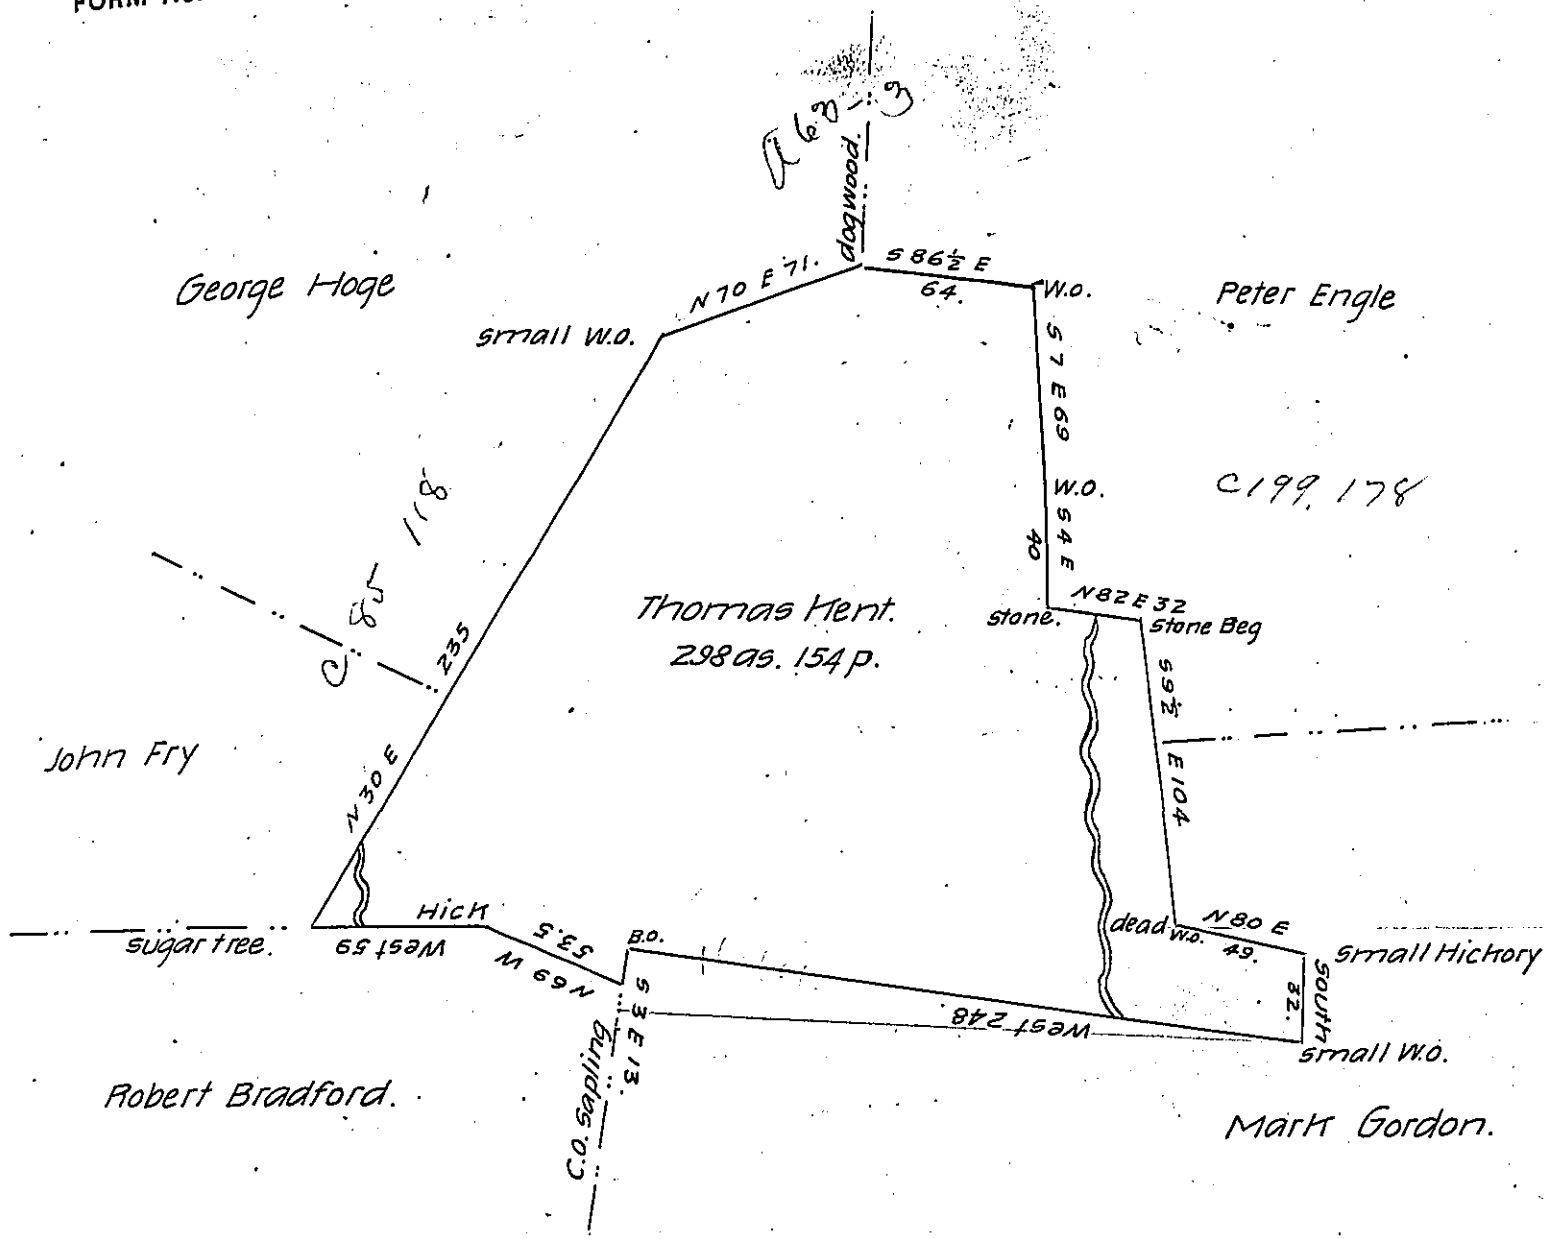 a 63-3
dogwood.
George Hoge
N 70 E 71.
S 86½ E
64.
W.O.
Peter Engle
small W.O.
S 7 E 69
W.O.
C 199, 178
C. 85 118
S 4 E
40
Thomas Kent.
298 as. 154 p.
stone.
N 82 E 32
stone Beg
235
S 9½ E 104
John Fry
N 30 E
sugar tree.
West 59
Hick
N 69 W
53.5
B.O.
S 3 E 13.
C.O. sapling
West 248
dead W.O.
N 80 E
49.
small Hickory
South
32.
small W.O.
Robert Bradford.
Mark Gordon.